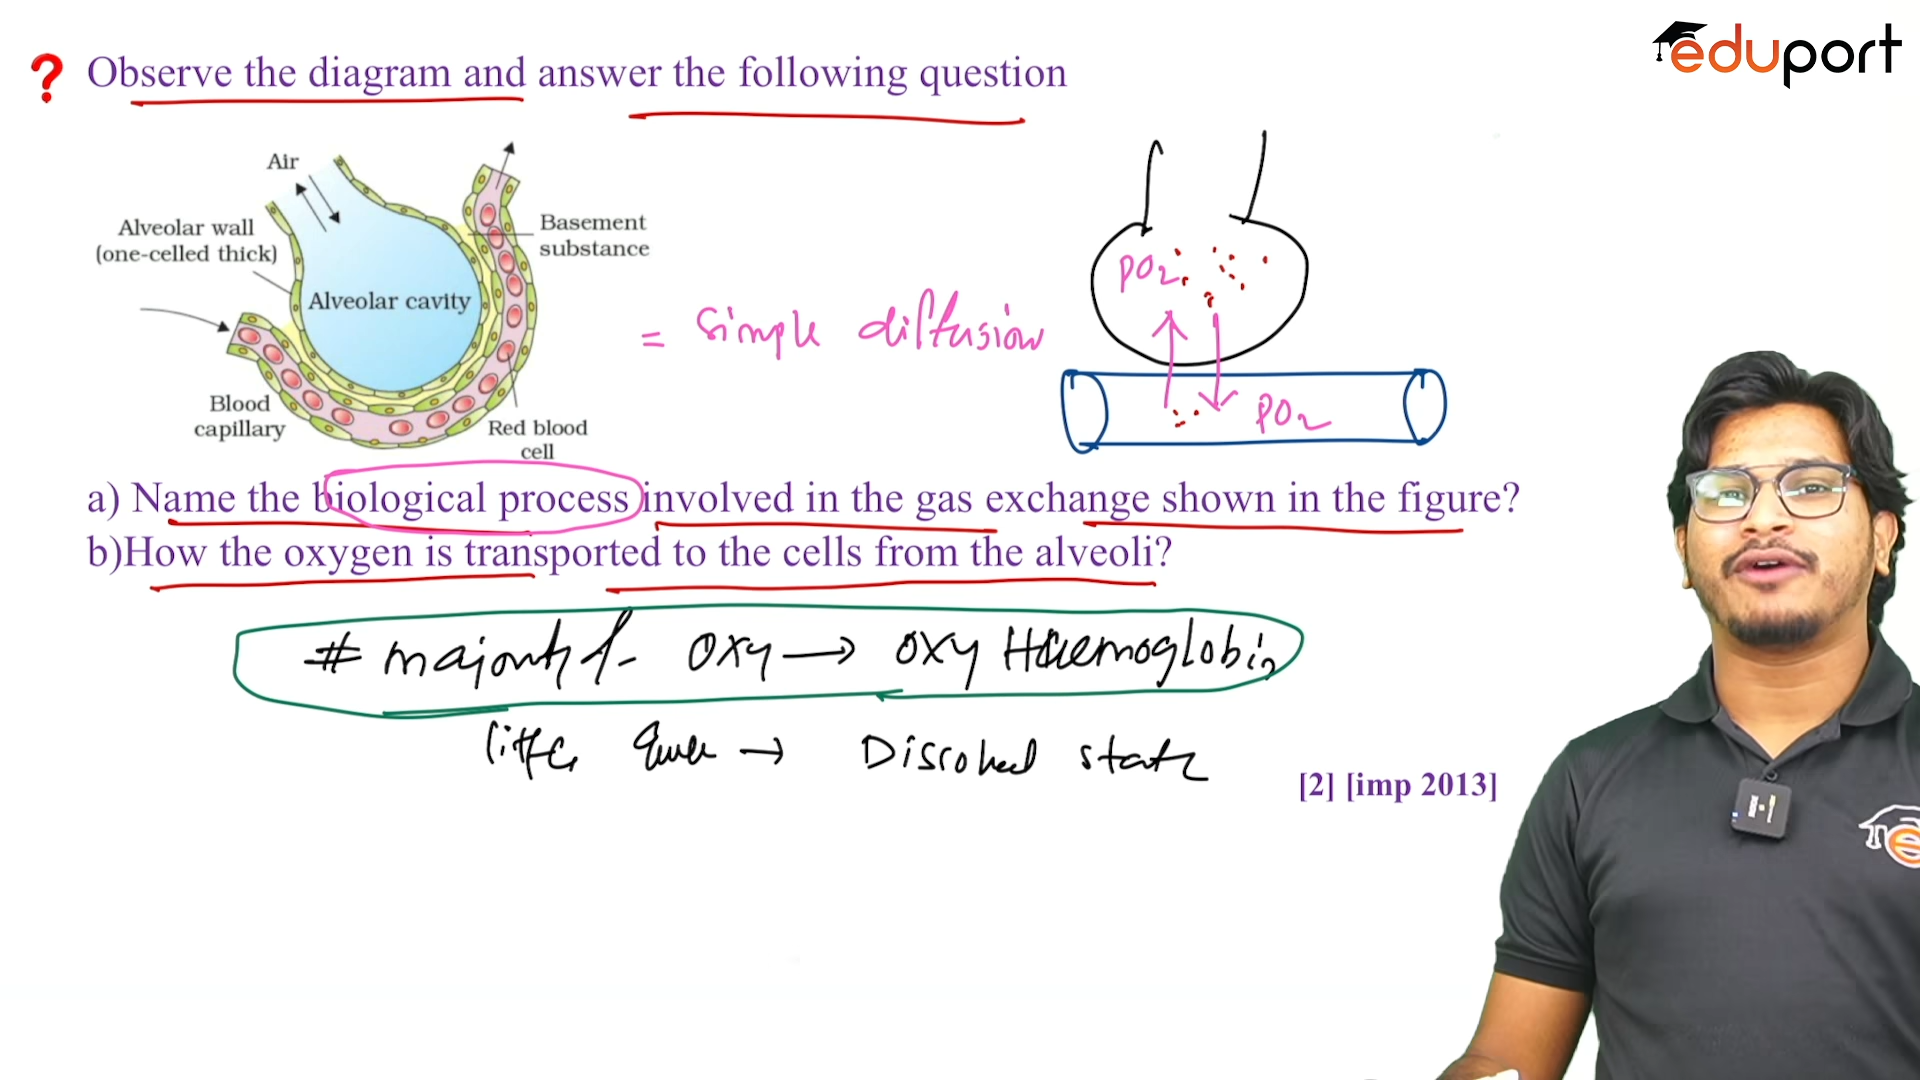 eduport
? Observe the diagram and answer the following question
Air
Alveolar wall
(one-celled thick)
Basement
substance
Alveolar cavity
PO2
= Simple diffusion
Blood
capillary
PO2
Red blood
cell
a) Name the biological process involved in the gas exchange shown in the figure?
b)How the oxygen is transported to the cells from the alveoli?
# majority of oxy → oxy Haemoglobin
→ Dissolved state
[2] [imp 2013]